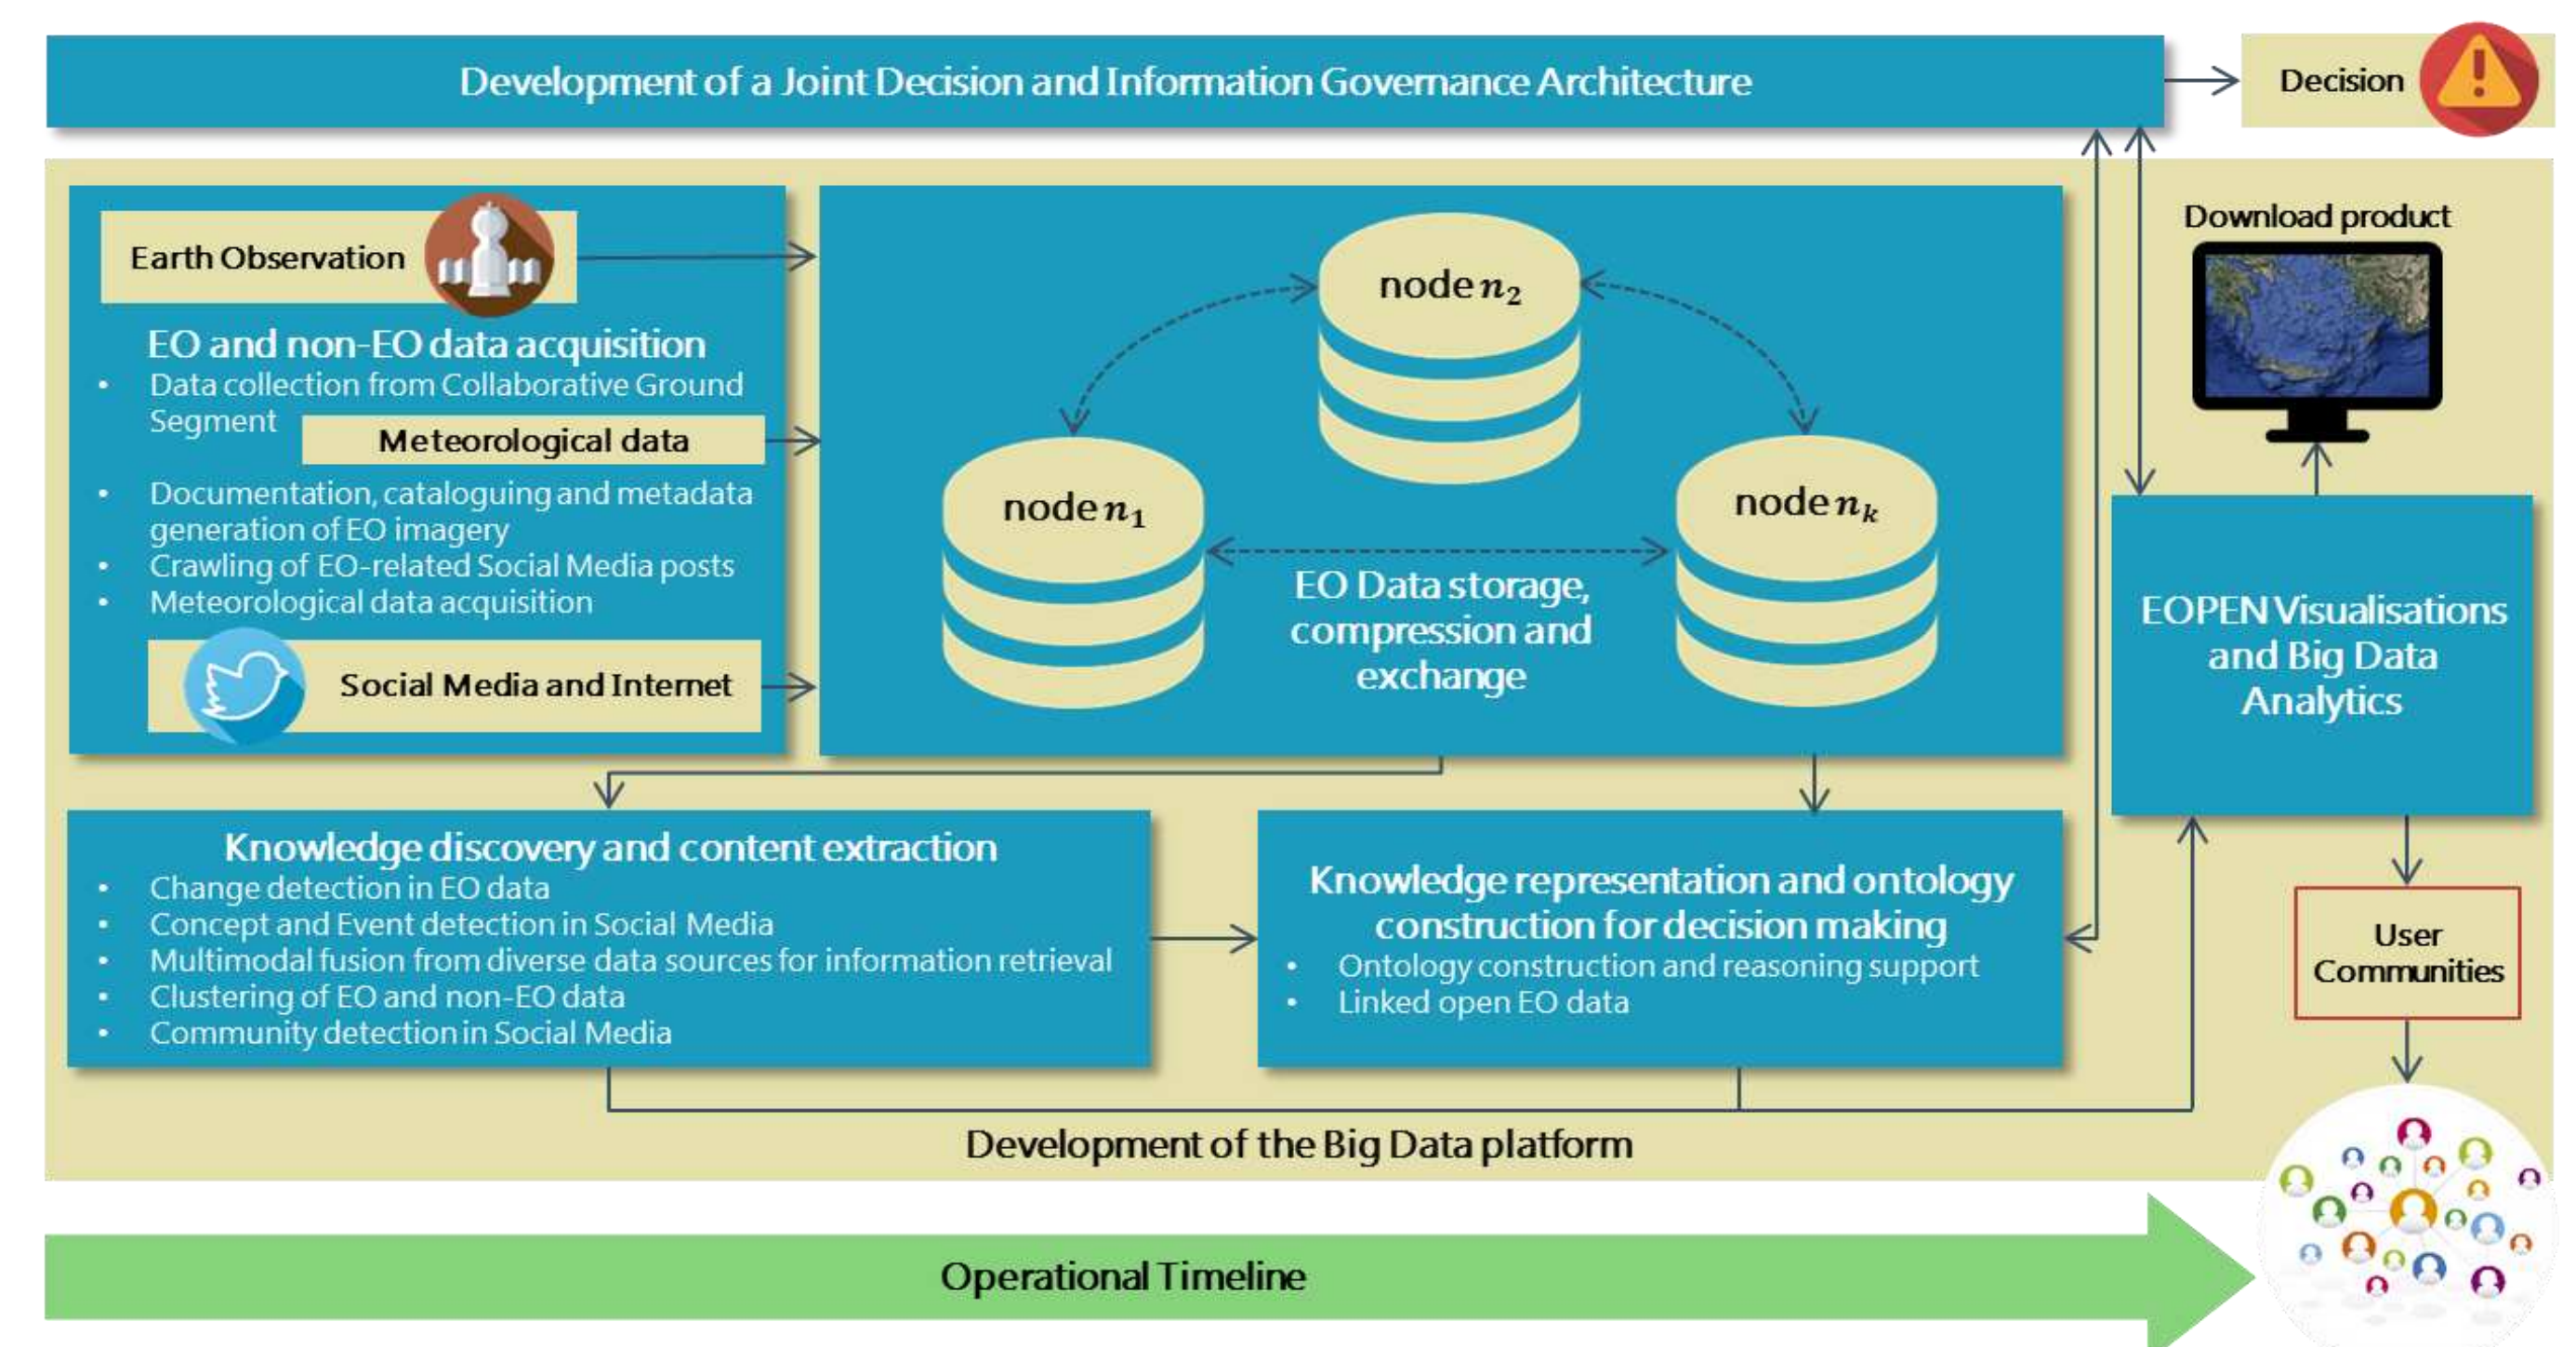 Development of a Joint Decision and Information Governance Architecture
Decision
Earth Observation
EO and non-EO data acquisition
• Data collection from Collaborative Ground
Segment
Meteorological data
• Documentation, cataloguing and metadata
generation of EO imagery
• Crawling of EO-related Social Media posts
• Meteorological data acquisition
Social Media and Internet
node n₂
node n₁
node nₖ
EO Data storage,
compression and
exchange
Download product
EOPEN Visualisations
and Big Data
Analytics
User
Communities
Knowledge discovery and content extraction
• Change detection in EO data
• Concept and Event detection in Social Media
• Multimodal fusion from diverse data sources for information retrieval
• Clustering of EO and non-EO data
• Community detection in Social Media
Knowledge representation and ontology
construction for decision making
• Ontology construction and reasoning support
• Linked open EO data
Development of the Big Data platform
Operational Timeline